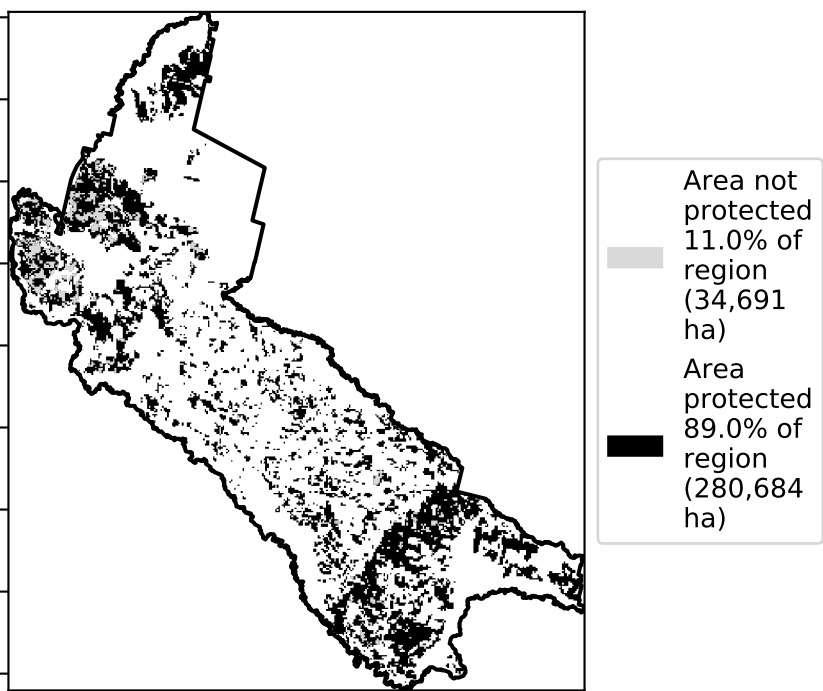 Area not
protected
11.0% of
region
(34,691
ha)
Area
protected
89.0% of
region
(280,684
ha)